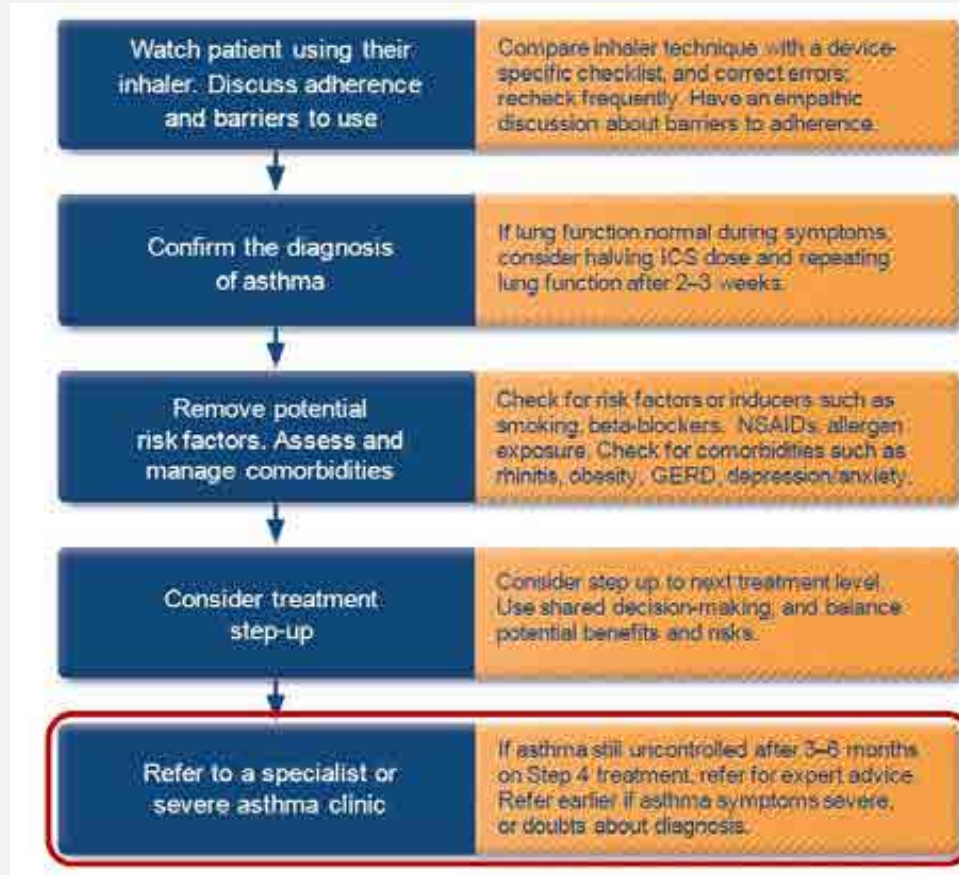 Watch patient using their
inhaler. Discuss adherence
and barriers to use
Compare inhaler technique with a device-
specific checklist, and correct errors;
recheck frequently. Have an empathic
discussion about barriers to adherence.
Confirm the diagnosis
of asthma
If lung function normal during symptoms,
consider halving ICS dose and repeating
lung function after 2–3 weeks.
Remove potential
risk factors. Assess and
manage comorbidities
Check for risk factors or inducers such as
smoking, beta-blockers, NSAIDs, allergen
exposure. Check for comorbidities such as
rhinitis, obesity, GERD, depression/anxiety.
Consider treatment
step-up
Consider step up to next treatment level.
Use shared decision-making, and balance
potential benefits and risks.
Refer to a specialist or
severe asthma clinic
If asthma still uncontrolled after 3–6 months
on Step 4 treatment, refer for expert advice.
Refer earlier if asthma symptoms severe,
or doubts about diagnosis.